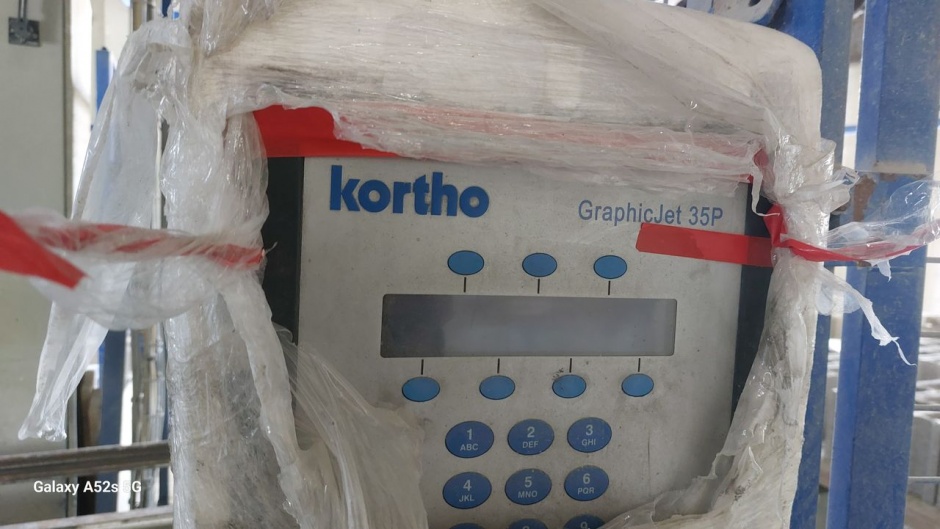 kortho
GraphicJet 35P
1 2 3
ABC DEF GHI
4 5 6
JKL MNO PQR
Galaxy A52s 5G